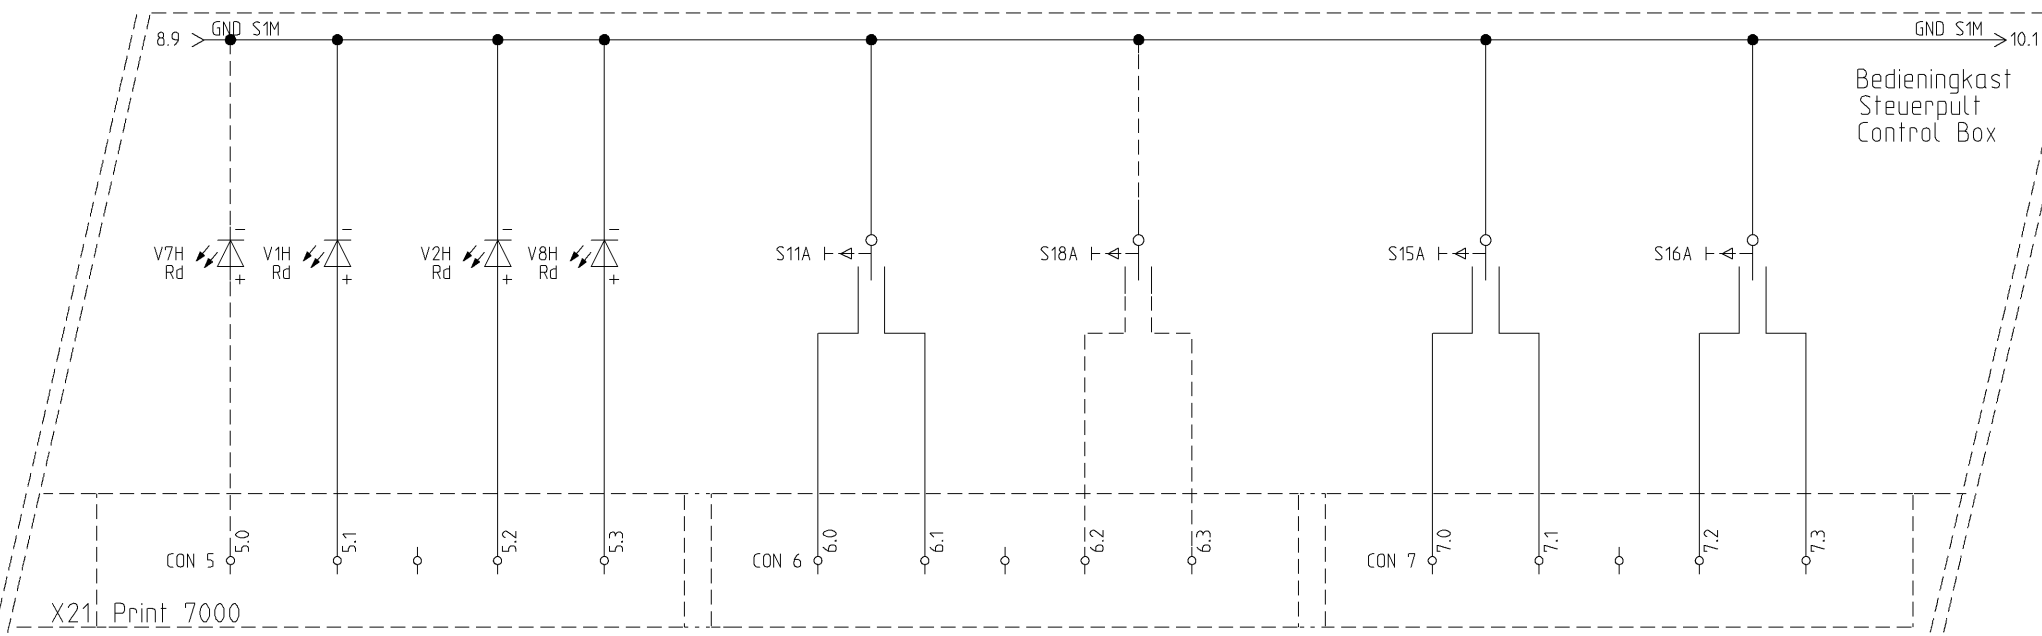 8.9
GND S1M
GND S1M
10.1
Bedieningkast
Steuerpult
Control Box
V7H
Rd
- +
V1H
Rd
- +
V2H
Rd
- +
V8H
Rd
- +
S11A
S18A
S15A
S16A
CON 5
5.0
5.1
5.2
5.3
CON 6
6.0
6.1
6.2
6.3
CON 7
7.0
7.1
7.2
7.3
X21 Print 7000